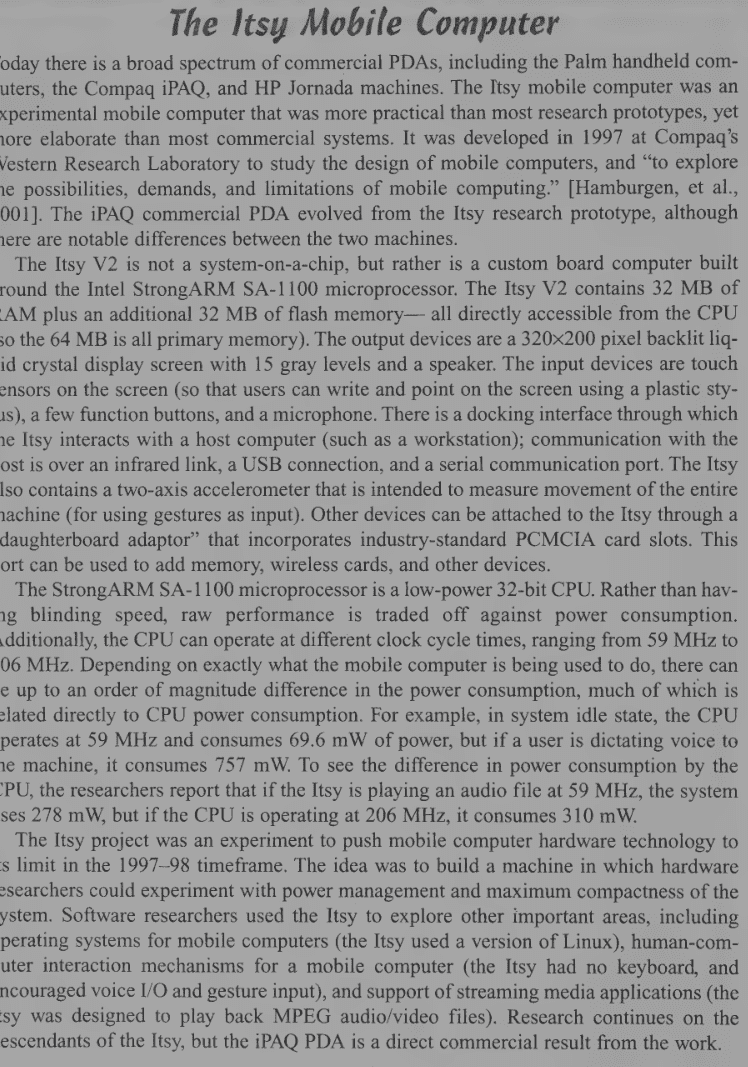 The Itsy Mobile Computer
oday there is a broad spectrum of commercial PDAs, including the Palm handheld com-
uters, the Compaq iPAQ, and HP Jornada machines. The Itsy mobile computer was an
xperimental mobile computer that was more practical than most research prototypes, yet
nore elaborate than most commercial systems. It was developed in 1997 at Compaq's
Vestern Research Laboratory to study the design of mobile computers, and “to explore
he possibilities, demands, and limitations of mobile computing.” [Hamburgen, et al.,
001]. The iPAQ commercial PDA evolved from the Itsy research prototype, although
here are notable differences between the two machines.
The Itsy V2 is not a system-on-a-chip, but rather is a custom board computer built
round the Intel StrongARM SA-1100 microprocessor. The Itsy V2 contains 32 MB of
RAM plus an additional 32 MB of flash memory— all directly accessible from the CPU
so the 64 MB is all primary memory). The output devices are a 320×200 pixel backlit liq-
id crystal display screen with 15 gray levels and a speaker. The input devices are touch
ensors on the screen (so that users can write and point on the screen using a plastic sty-
us), a few function buttons, and a microphone. There is a docking interface through which
he Itsy interacts with a host computer (such as a workstation); communication with the
ost is over an infrared link, a USB connection, and a serial communication port. The Itsy
lso contains a two-axis accelerometer that is intended to measure movement of the entire
nachine (for using gestures as input). Other devices can be attached to the Itsy through a
daughterboard adaptor” that incorporates industry-standard PCMCIA card slots. This
ort can be used to add memory, wireless cards, and other devices.
The StrongARM SA-1100 microprocessor is a low-power 32-bit CPU. Rather than hav-
ng blinding speed, raw performance is traded off against power consumption.
Additionally, the CPU can operate at different clock cycle times, ranging from 59 MHz to
06 MHz. Depending on exactly what the mobile computer is being used to do, there can
e up to an order of magnitude difference in the power consumption, much of which is
elated directly to CPU power consumption. For example, in system idle state, the CPU
perates at 59 MHz and consumes 69.6 mW of power, but if a user is dictating voice to
he machine, it consumes 757 mW. To see the difference in power consumption by the
CPU, the researchers report that if the Itsy is playing an audio file at 59 MHz, the system
ses 278 mW, but if the CPU is operating at 206 MHz, it consumes 310 mW.
The Itsy project was an experiment to push mobile computer hardware technology to
ts limit in the 1997–98 timeframe. The idea was to build a machine in which hardware
esearchers could experiment with power management and maximum compactness of the
ystem. Software researchers used the Itsy to explore other important areas, including
perating systems for mobile computers (the Itsy used a version of Linux), human-com-
uter interaction mechanisms for a mobile computer (the Itsy had no keyboard, and
ncouraged voice I/O and gesture input), and support of streaming media applications (the
tsy was designed to play back MPEG audio/video files). Research continues on the
escendants of the Itsy, but the iPAQ PDA is a direct commercial result from the work.